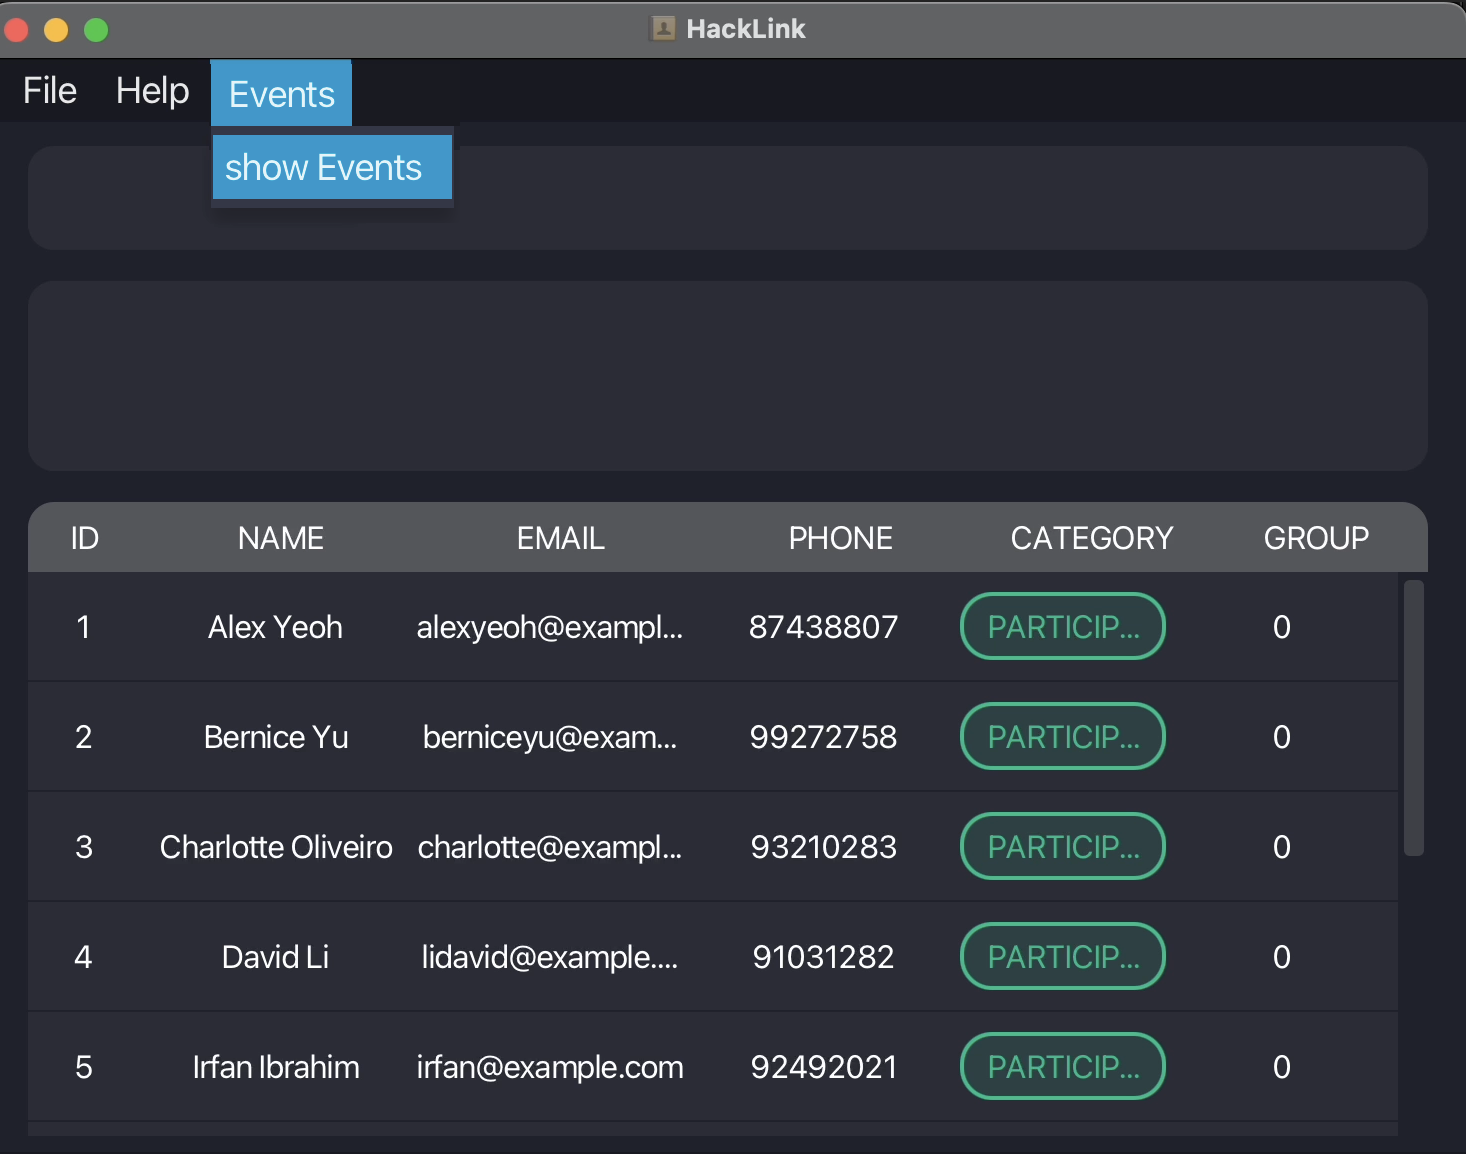 HackLink
File Help Events
show Events
ID NAME EMAIL PHONE CATEGORY GROUP
1 Alex Yeoh alexyeoh@exampl... 87438807 PARTICIP... 0
2 Bernice Yu berniceyu@exam... 99272758 PARTICIP... 0
3 Charlotte Oliveiro charlotte@exampl... 93210283 PARTICIP... 0
4 David Li lidavid@example.... 91031282 PARTICIP... 0
5 Irfan Ibrahim irfan@example.com 92492021 PARTICIP... 0